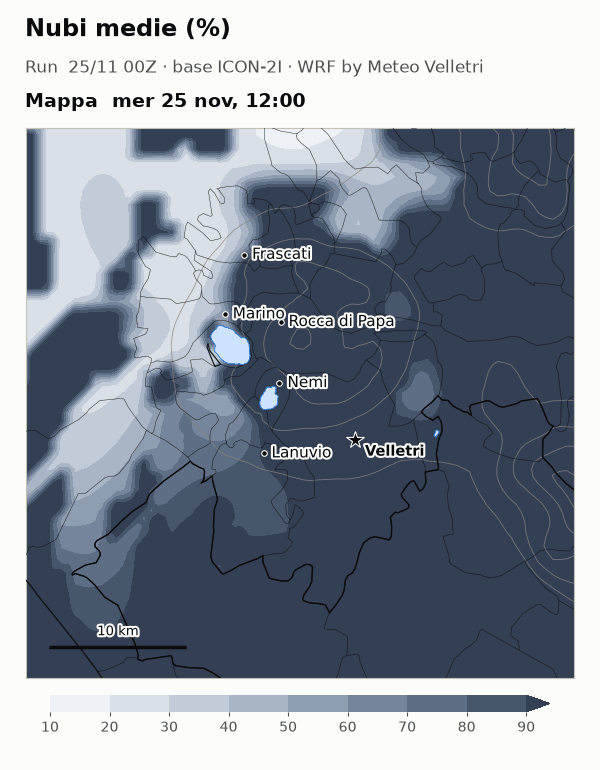 Nubi medie (%)
Run  25/11 00Z · base ICON-2I · WRF by Meteo Velletri
Mappa  mer 25 nov, 12:00
Frascati
Marino
Rocca di Papa
Nemi
Velletri
Lanuvio
10 km
10 20 30 40 50 60 70 80 90